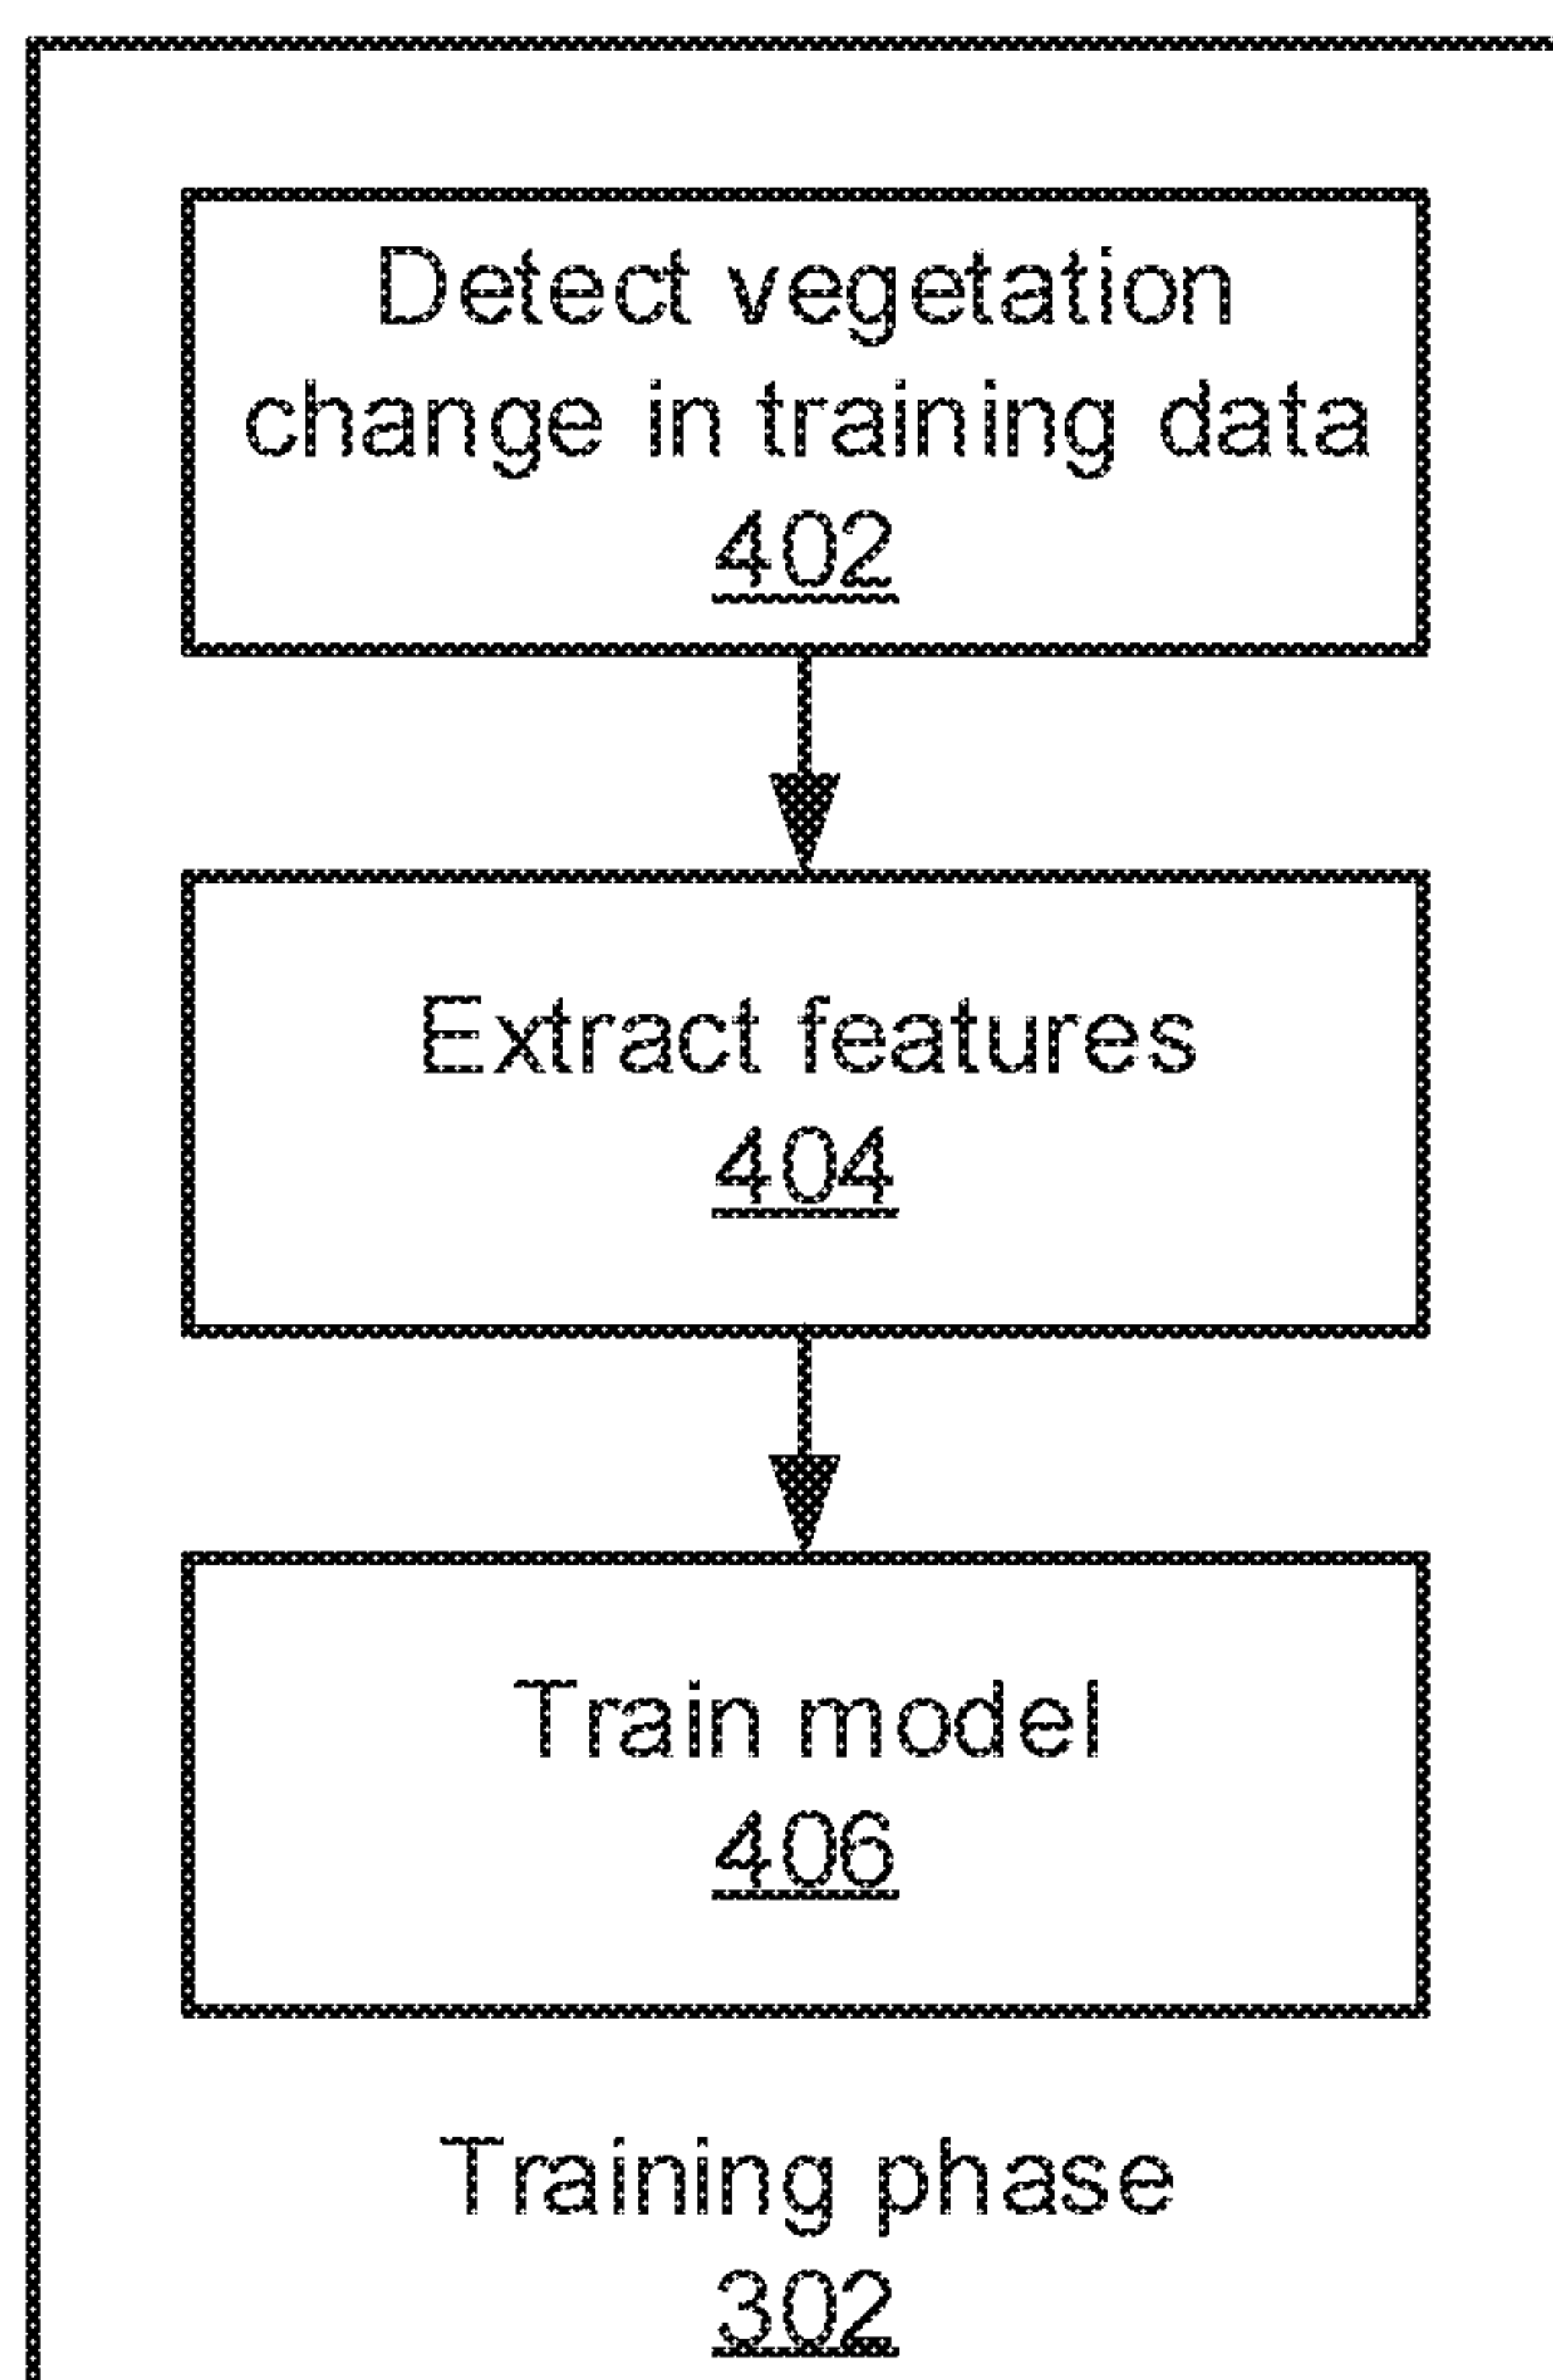 Detect vegetation
change in training data
402
Extract features
404
Train model
406
Training phase
302